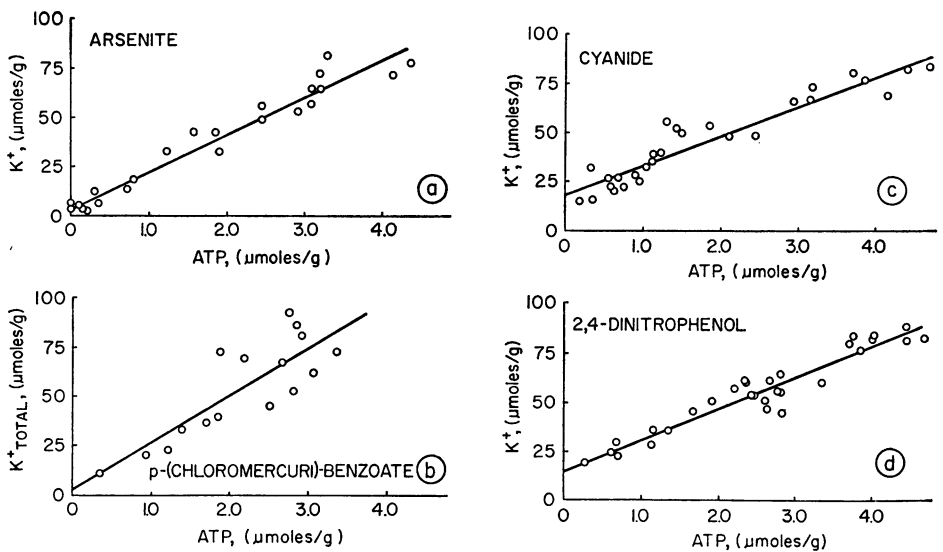 ARSENITE
K+, (μmoles/g)
100
75
50
25
0
0
1.0
2.0
3.0
4.0
ATP, (μmoles/g)
a
CYANIDE
K+, (μmoles/g)
100
75
50
25
0
0
1.0
2.0
3.0
4.0
ATP, (μmoles/g)
c
p-(CHLOROMERCURI)-BENZOATE
K+TOTAL, (μmoles/g)
100
75
50
25
0
0
1.0
2.0
3.0
4.0
ATP, (μmoles/g)
b
2,4-DINITROPHENOL
K+, (μmoles/g)
100
75
50
25
0
0
1.0
2.0
3.0
4.0
ATP, (μmoles/g)
d